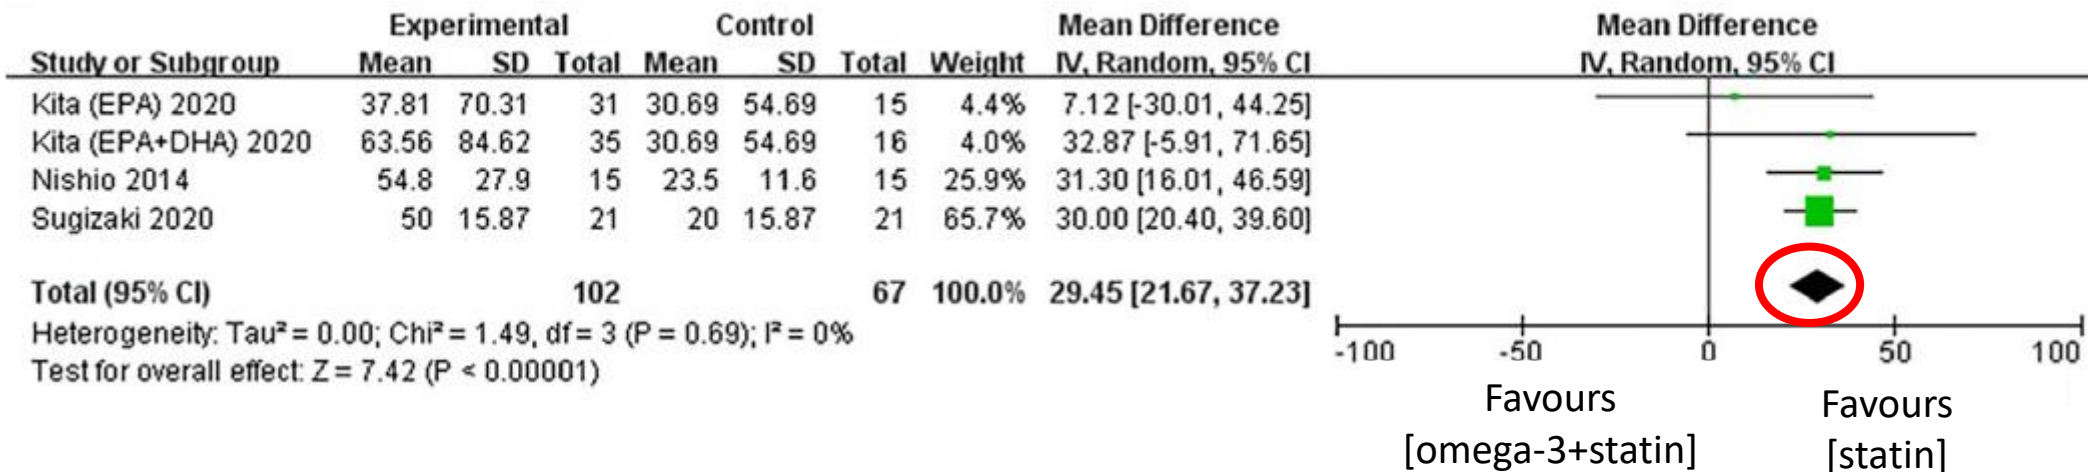 Experimental Control Mean Difference Mean Difference
Study or Subgroup Mean SD Total Mean SD Total Weight IV, Random, 95% CI IV, Random, 95% CI
Kita (EPA) 2020 37.81 70.31 31 30.69 54.69 15 4.4% 7.12 [-30.01, 44.25]
Kita (EPA+DHA) 2020 63.56 84.62 35 30.69 54.69 16 4.0% 32.87 [-5.91, 71.65]
Nishio 2014 54.8 27.9 15 23.5 11.6 15 25.9% 31.30 [16.01, 46.59]
Sugizaki 2020 50 15.87 21 20 15.87 21 65.7% 30.00 [20.40, 39.60]
Total (95% CI) 102 67 100.0% 29.45 [21.67, 37.23]
Heterogeneity: Tau² = 0.00; Chi² = 1.49, df = 3 (P = 0.69); I² = 0%
Test for overall effect: Z = 7.42 (P < 0.00001)
-100 -50 0 50 100
Favours Favours
[omega-3+statin] [statin]